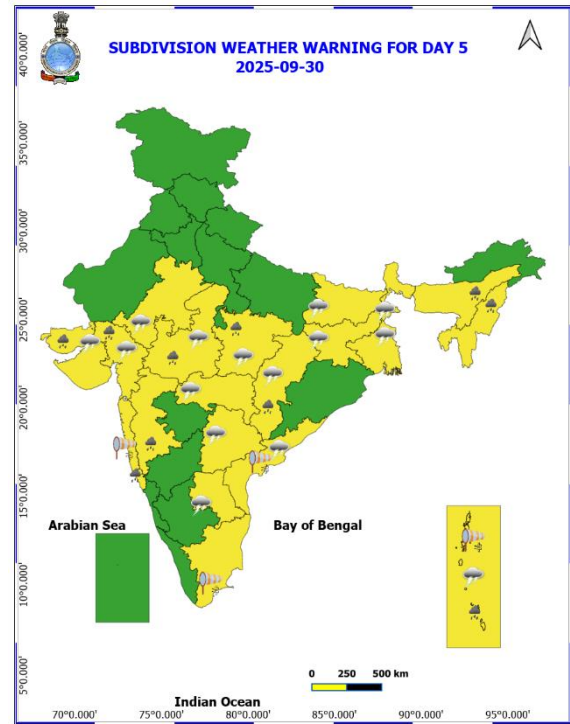 SUBDIVISION WEATHER WARNING FOR DAY 5
2025-09-30
40°0.000'
35°0.000'
30°0.000'
25°0.000'
20°0.000'
15°0.000'
10°0.000'
5°0.000'
Arabian Sea
Bay of Bengal
0 250 500 km
Indian Ocean
70°0.000' 75°0.000' 80°0.000' 85°0.000' 90°0.000' 95°0.000'